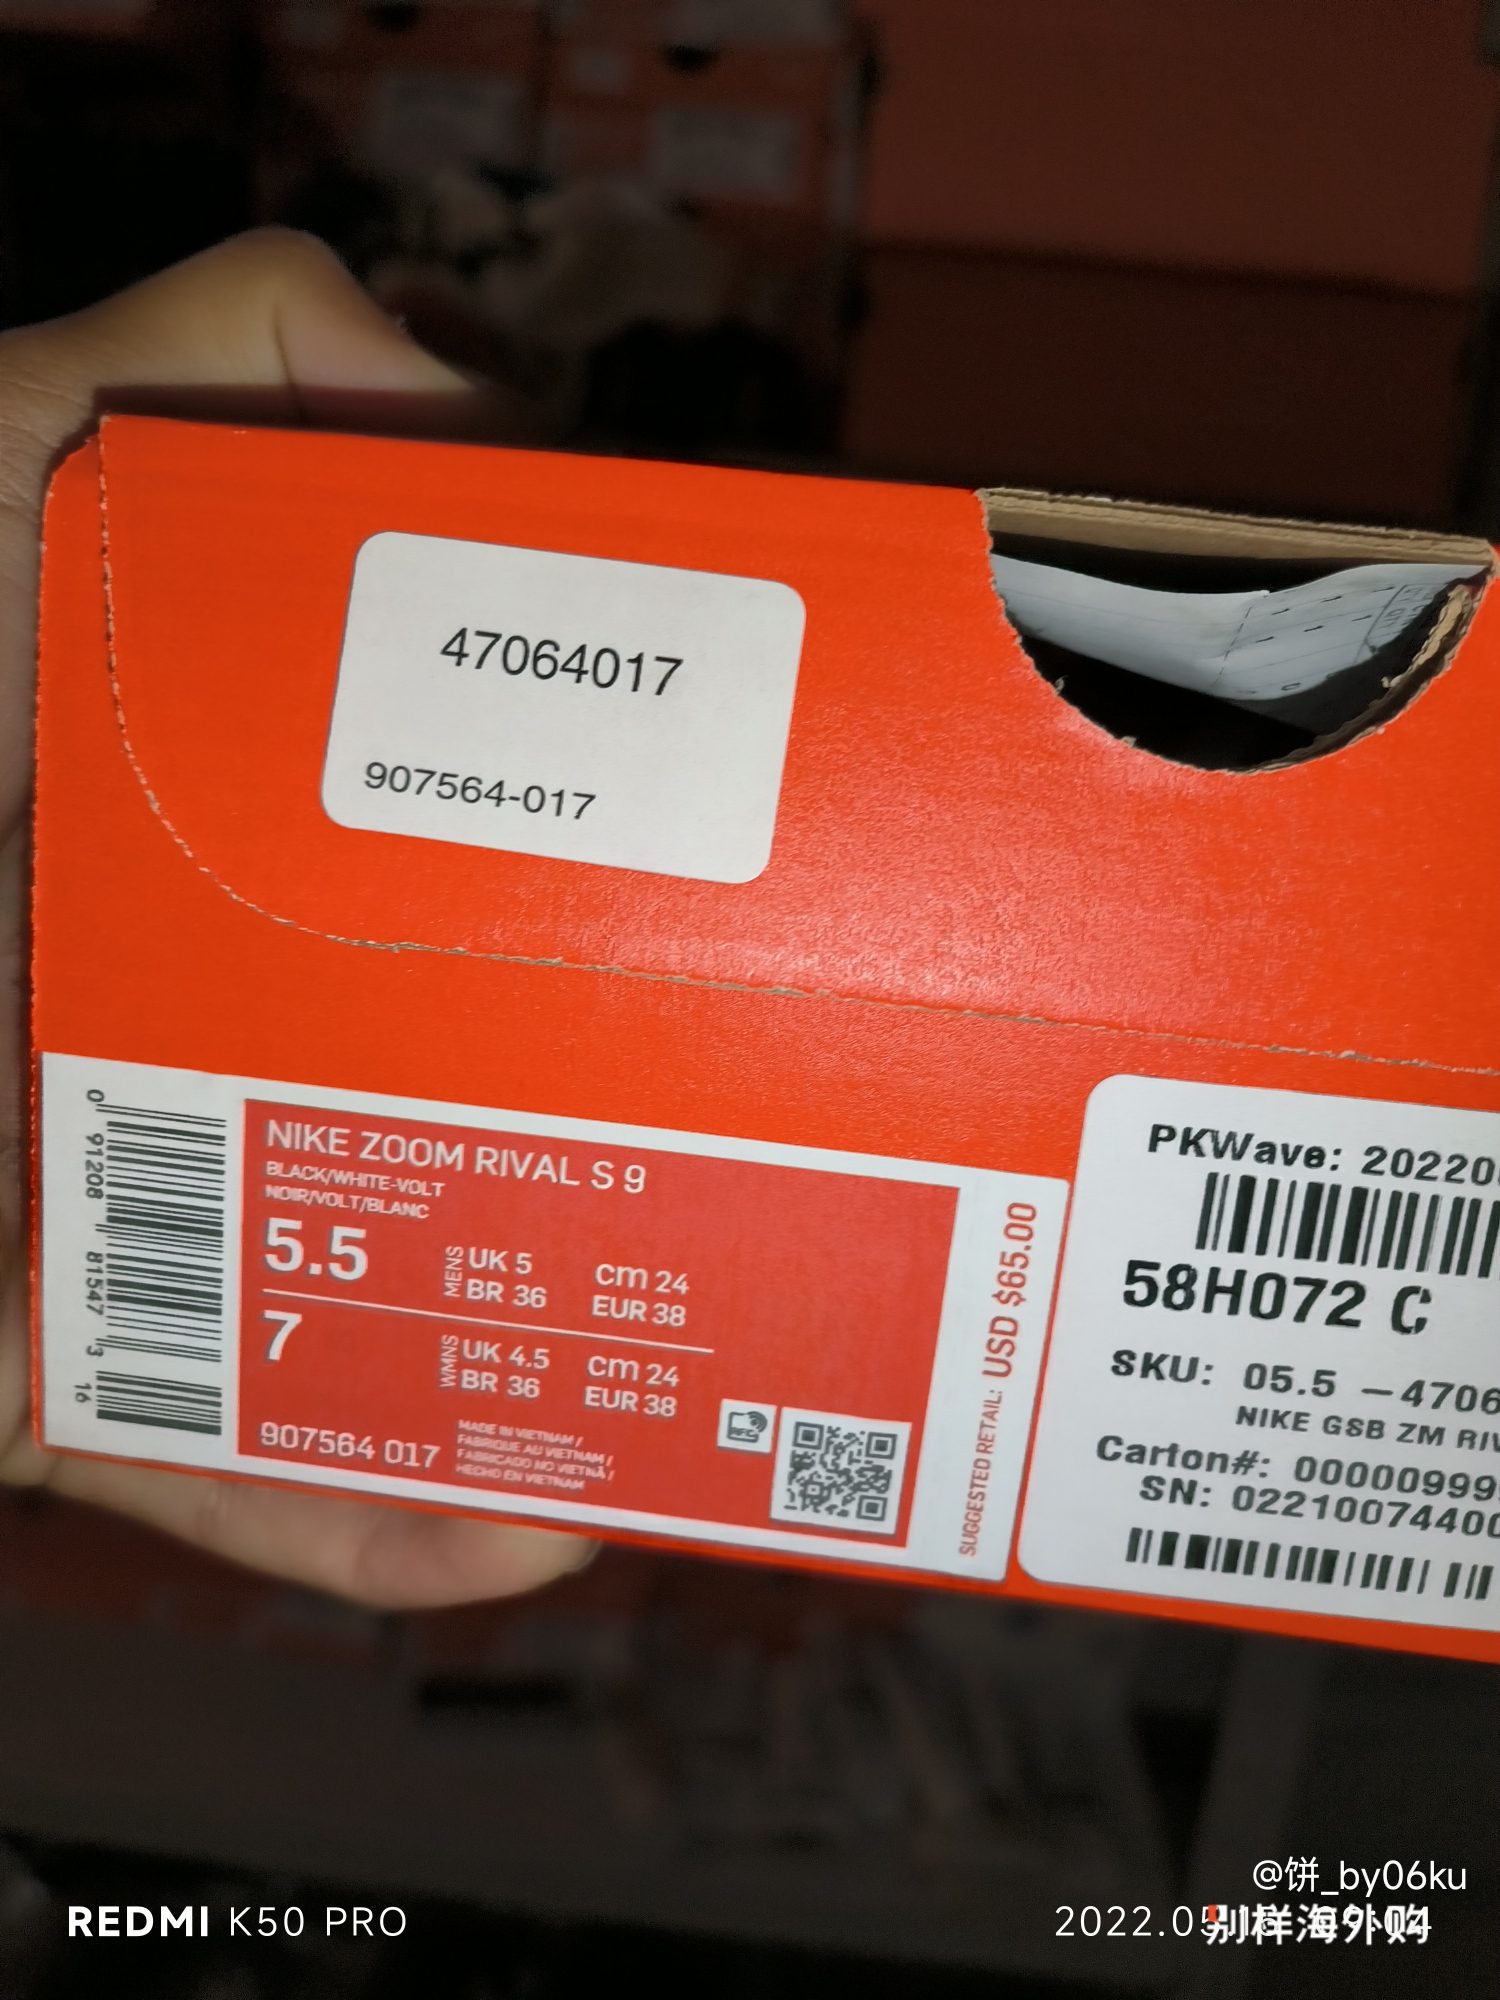 47064017
907564-017
0 91208 81547 3 16
NIKE ZOOM RIVAL S 9
BLACK/WHITE-VOLT
NOIR/VOLT/BLANC
5.5
MENS
UK 5
cm 24
BR 36
EUR 38
7
WMNS
UK 4.5
cm 24
BR 36
EUR 38
907564 017
MADE IN VIETNAM /
FABRIQUE AU VIETNAM /
FABRICADO NO VIETNÃ /
HECHO EN VIETNAM
NFC
SUGGESTED RETAIL: USD $65.00
PKWave: 20220
58H072 C
SKU: 05.5 -4706
NIKE GSB ZM RIV
Carton#: 0000099
SN: 0221007440
@饼_by06ku
REDMI K50 PRO
别样海外购